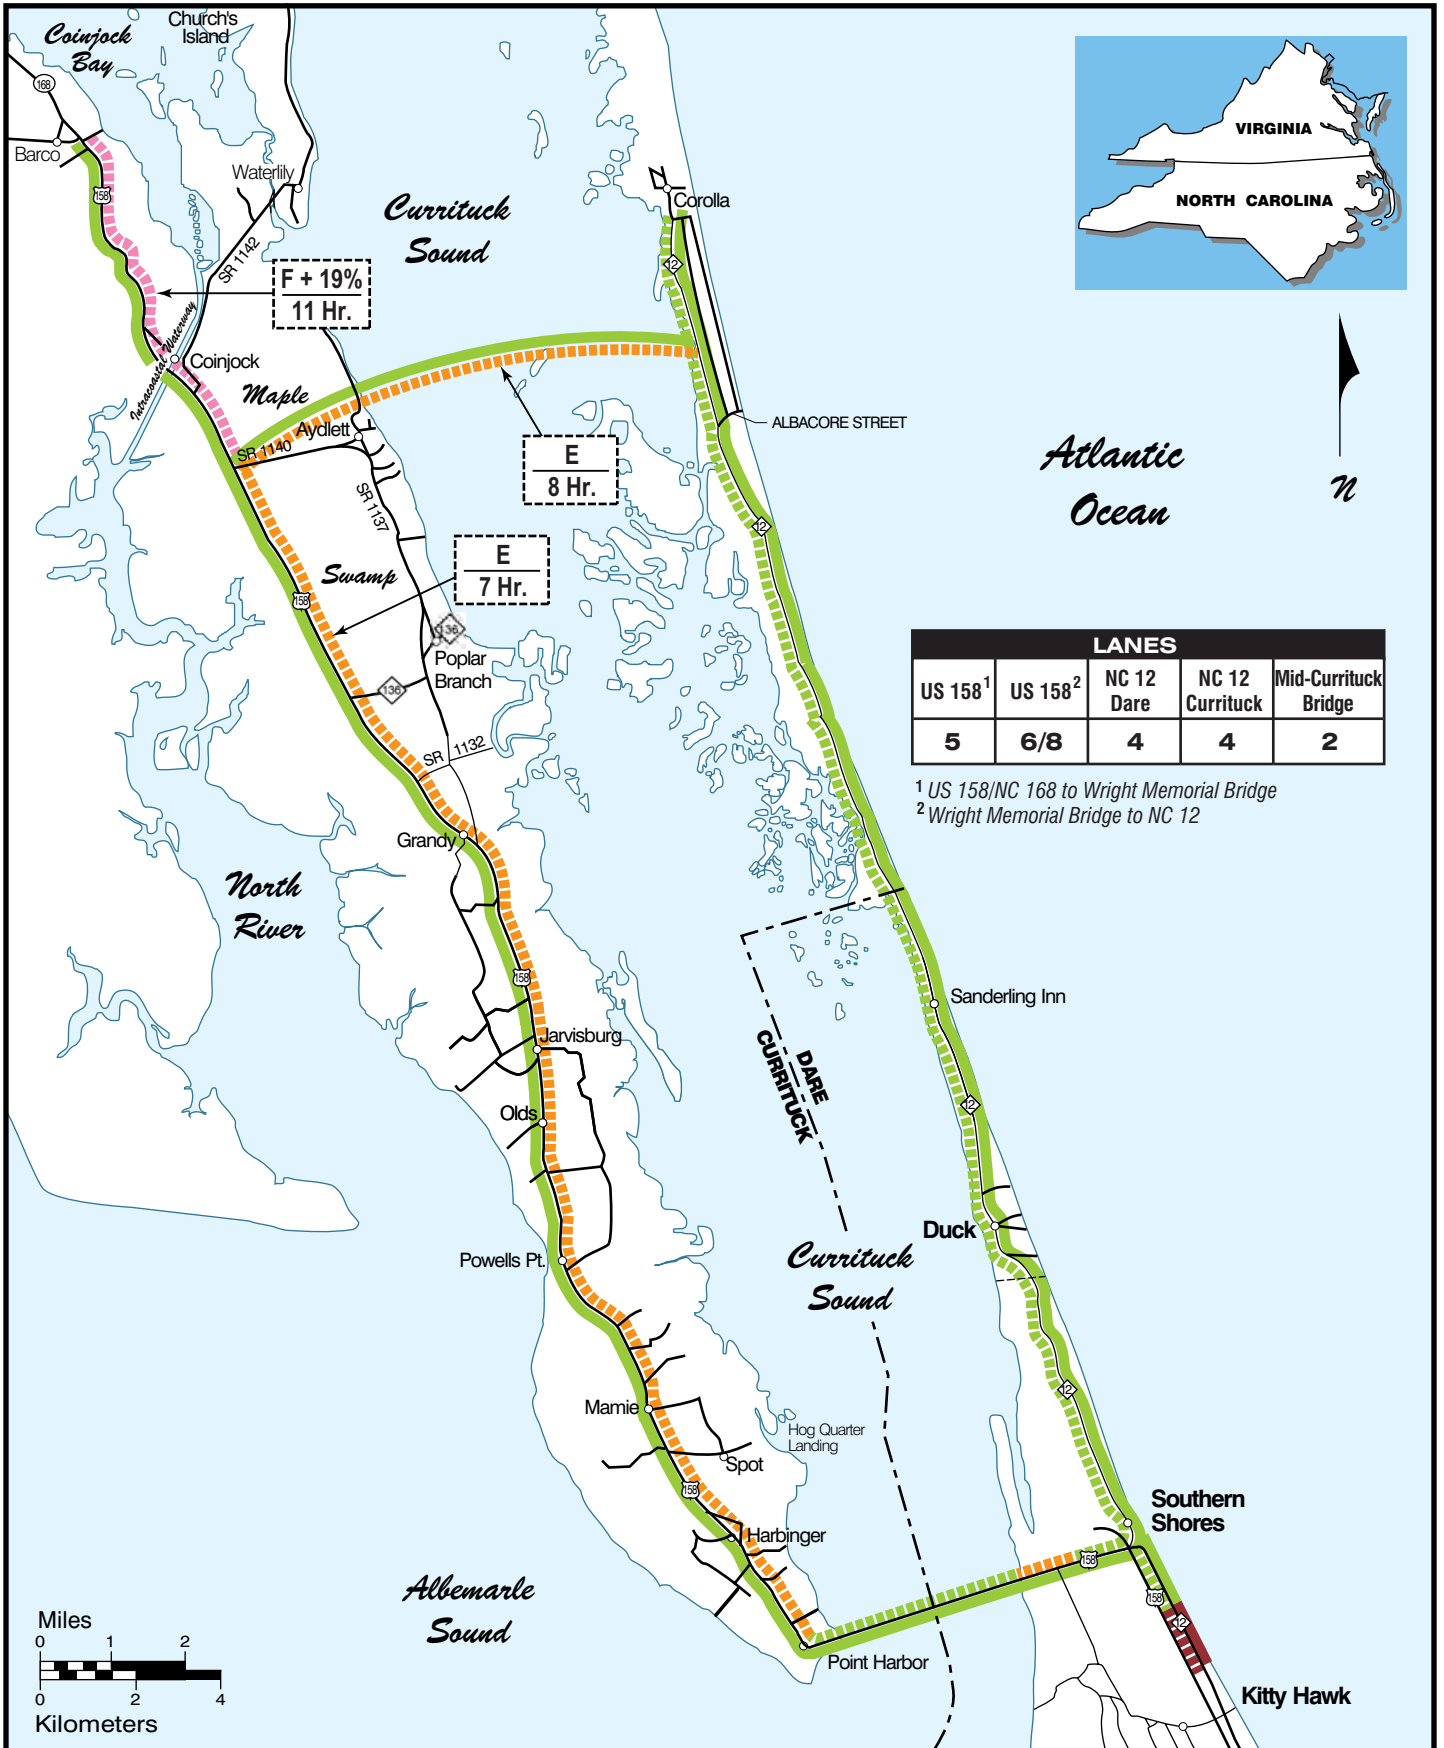 Coinjock
Bay
Church's
Island
168
Barco
158
Waterlily
SR 1142
Currituck
Sound
Corolla
12
VIRGINIA
NORTH CAROLINA
F + 19%
11 Hr.
Intracoastal Waterway
Coinjock
Maple
Aydlett
SR 1140
SR 1137
E
8 Hr.
ALBACORE STREET
Atlantic
Ocean
N
12
E
7 Hr.
Swamp
158
136
Poplar
Branch
136
SR 1132
LANES
US 158¹
US 158²
NC 12
Dare
NC 12
Currituck
Mid-Currituck
Bridge
5
6/8
4
4
2
¹ US 158/NC 168 to Wright Memorial Bridge
² Wright Memorial Bridge to NC 12
Grandy
North
River
158
Sanderling Inn
Jarvisburg
DARE
CURRITUCK
12
Olds
Duck
Powells Pt.
Currituck
Sound
12
Mamie
Hog Quarter
Landing
Spot
158
Southern
Shores
Harbinger
158
158
12
Albemarle
Sound
Point Harbor
Kitty Hawk
Miles
0 1 2
0 2 4
Kilometers